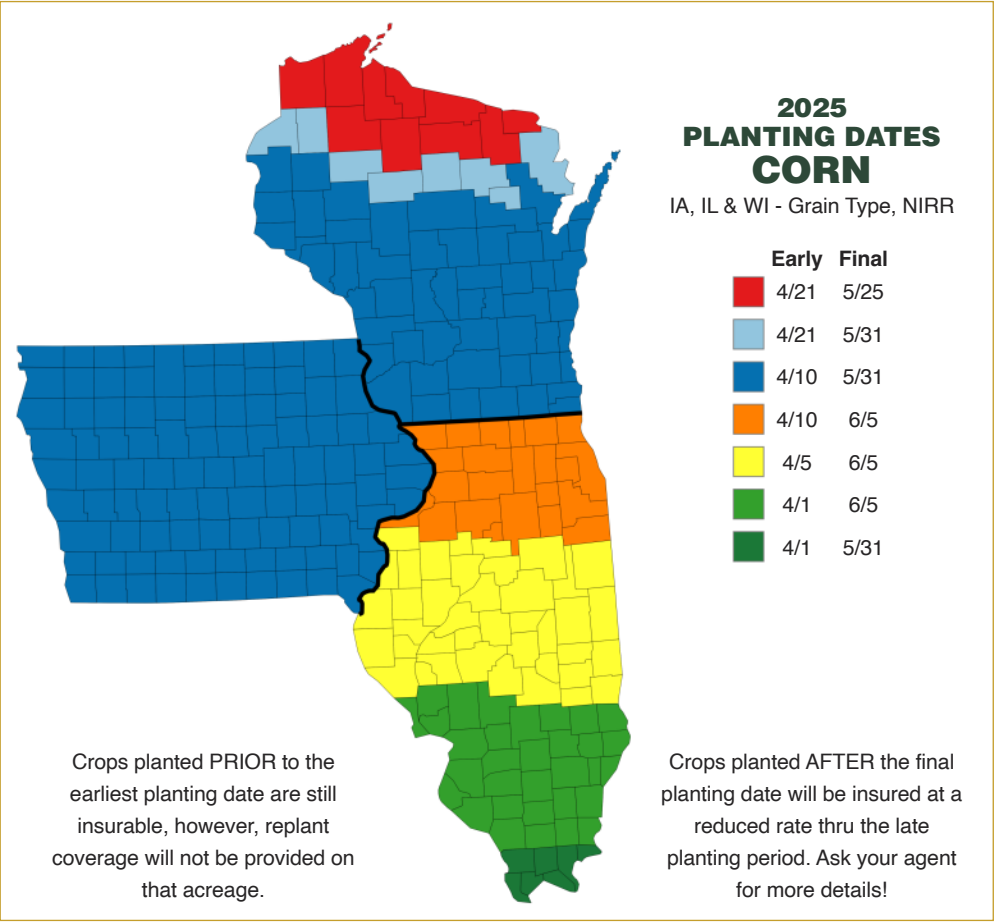 2025
PLANTING DATES
CORN
IA, IL & WI - Grain Type, NIRR
Early Final
4/21 5/25
4/21 5/31
4/10 5/31
4/10 6/5
4/5 6/5
4/1 6/5
4/1 5/31
Crops planted PRIOR to the
earliest planting date are still
insurable, however, replant
coverage will not be provided on
that acreage.
Crops planted AFTER the final
planting date will be insured at a
reduced rate thru the late
planting period. Ask your agent
for more details!